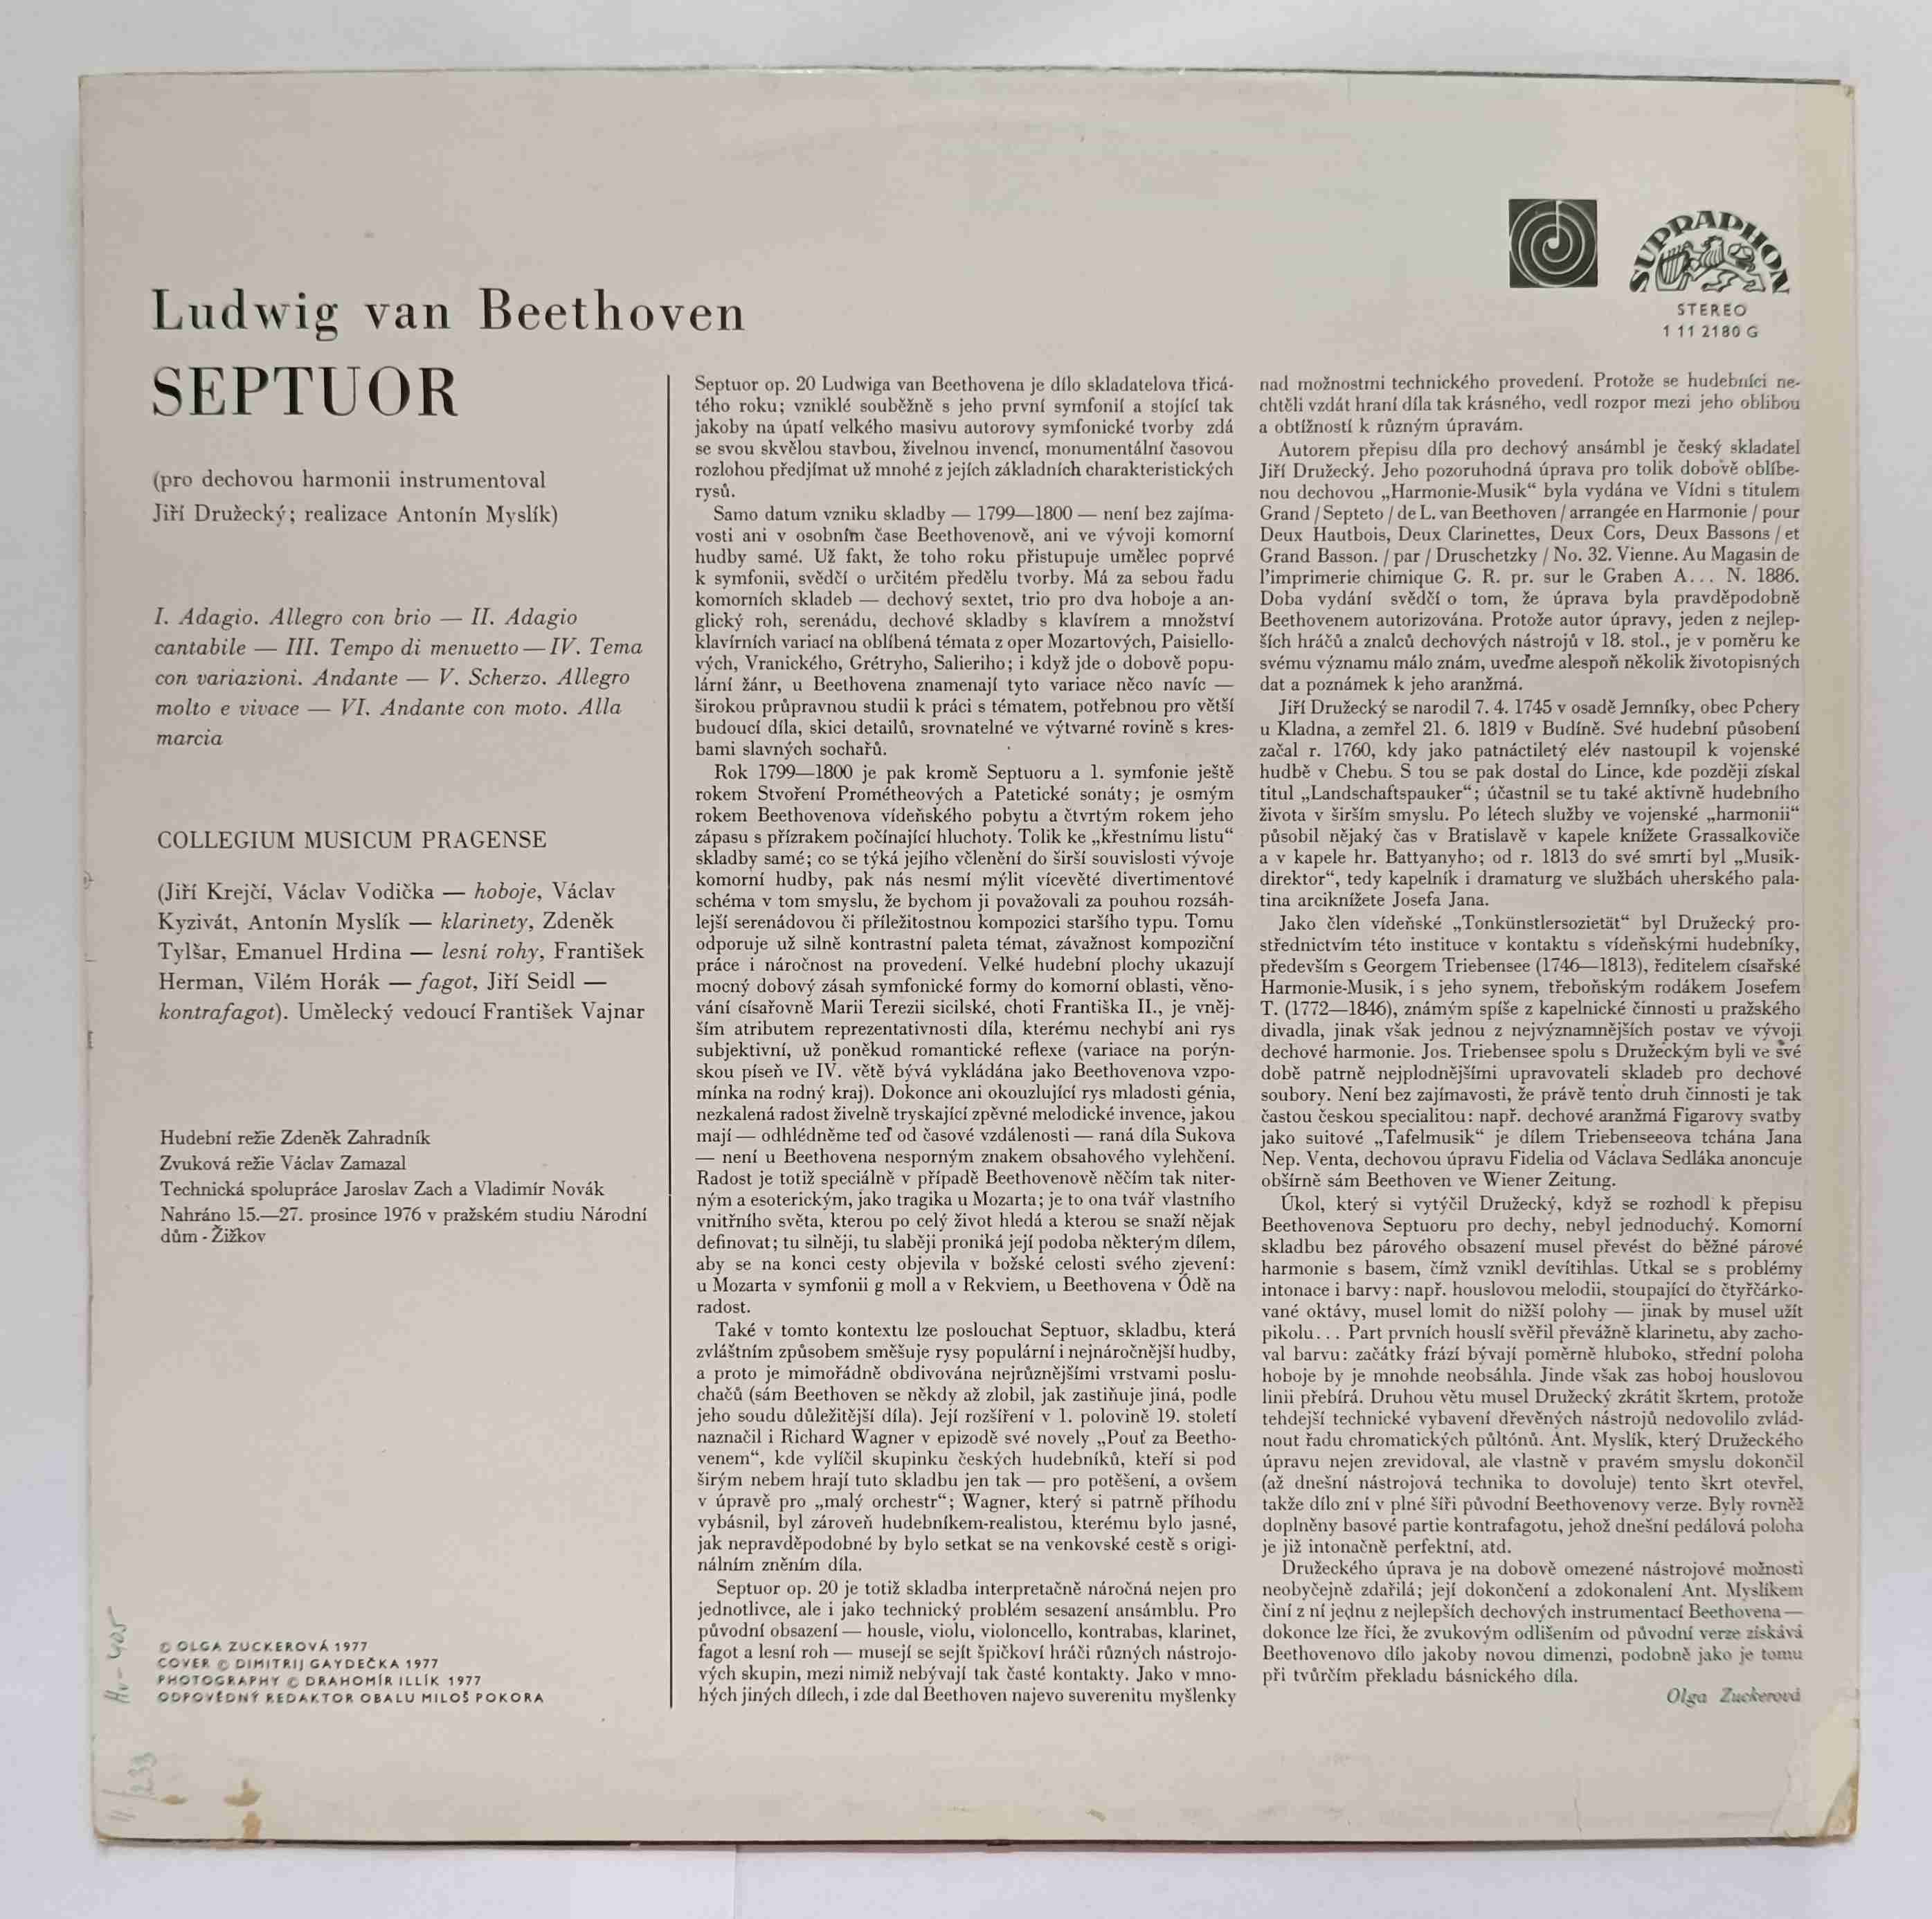 SUPRAPHON
STEREO
1 11 2180 G
Ludwig van Beethoven
SEPTUOR
(pro dechovou harmonii instrumentoval
Jiří Družecký; realizace Antonín Myslík)
I. Adagio. Allegro con brio — II. Adagio
cantabile — III. Tempo di menuetto — IV. Tema
con variazioni. Andante — V. Scherzo. Allegro
molto e vivace — VI. Andante con moto. Alla
marcia
COLLEGIUM MUSICUM PRAGENSE
(Jiří Krejčí, Václav Vodička — hoboje, Václav
Kyzivát, Antonín Myslík — klarinety, Zdeněk
Tylšar, Emanuel Hrdina — lesní rohy, František
Herman, Vilém Horák — fagot, Jiří Seidl —
kontrafagot). Umělecký vedoucí František Vajnar
Hudební režie Zdeněk Zahradník
Zvuková režie Václav Zamazal
Technická spolupráce Jaroslav Zach a Vladimír Novák
Nahráno 15.—27. prosince 1976 v pražském studiu Národní
dům - Žižkov
© OLGA ZUCKEROVÁ 1977
COVER © DIMITRIJ GAYDEČKA 1977
PHOTOGRAPHY © DRAHOMÍR ILLÍK 1977
ODPOVĚDNÝ REDAKTOR OBALU MILOŠ POKORA
Septuor op. 20 Ludwiga van Beethovena je dílo skladatelova třicá-
tého roku; vzniklé souběžně s jeho první symfonií a stojící tak
jakoby na úpatí velkého masivu autorovy symfonické tvorby zdá
se svou skvělou stavbou, živelnou invencí, monumentální časovou
rozlohou předjímat už mnohé z jejích základních charakteristických
rysů.
Samo datum vzniku skladby — 1799—1800 — není bez zajíma-
vosti ani v osobním čase Beethovenově, ani ve vývoji komorní
hudby samé. Už fakt, že toho roku přistupuje umělec poprvé
k symfonii, svědčí o určitém předělu tvorby. Má za sebou řadu
komorních skladeb — dechový sextet, trio pro dva hoboje a an-
glický roh, serenádu, dechové skladby s klavírem a množství
klavírních variací na oblíbená témata z oper Mozartových, Paisiello-
vých, Vranického, Grétryho, Salieriho; i když jde o dobově popu-
lární žánr, u Beethovena znamenají tyto variace něco navíc —
širokou průpravnou studii k práci s tématem, potřebnou pro větší
budoucí díla, skici detailů, srovnatelné ve výtvarné rovině s kres-
bami slavných sochařů.
Rok 1799—1800 je pak kromě Septuoru a 1. symfonie ještě
rokem Stvoření Prométheových a Patetické sonáty; je osmým
rokem Beethovenova vídeňského pobytu a čtvrtým rokem jeho
zápasu s přízrakem počínající hluchoty. Tolik ke „křestnímu listu“
skladby samé; co se týká jejího včlenění do širší souvislosti vývoje
komorní hudby, pak nás nesmí mýlit vícevěté divertimentové
schéma v tom smyslu, že bychom ji považovali za pouhou rozsáh-
lejší serenádovou či příležitostnou kompozici staršího typu. Tomu
odporuje už silně kontrastní paleta témat, závažnost kompoziční
práce i náročnost na provedení. Velké hudební plochy ukazují
mocný dobový zásah symfonické formy do komorní oblasti, věno-
vání císařovně Marii Terezii sicilské, choti Františka II., je vněj-
ším atributem reprezentativnosti díla, kterému nechybí ani rys
subjektivní, už poněkud romantické reflexe (variace na porýn-
skou píseň ve IV. větě bývá vykládána jako Beethovenova vzpo-
mínka na rodný kraj). Dokonce ani okouzlující rys mladosti génia,
nezkalená radost živelně tryskající zpěvné melodické invence, jakou
mají — odhlédněme teď od časové vzdálenosti — raná díla Sukova
— není u Beethovena nesporným znakem obsahového vylehčení.
Radost je totiž speciálně v případě Beethovenově něčím tak niter-
ným a esoterickým, jako tragika u Mozarta; je to ona tvář vlastního
vnitřního světa, kterou po celý život hledá a kterou se snaží nějak
definovat; tu silněji, tu slaběji proniká její podoba některým dílem,
aby se na konci cesty objevila v božské celosti svého zjevení:
u Mozarta v symfonii g moll a v Rekviem, u Beethovena v Ódě na
radost.
Také v tomto kontextu lze poslouchat Septuor, skladbu, která
zvláštním způsobem směšuje rysy populární i nejnáročnější hudby,
a proto je mimořádně obdivována nejrůznějšími vrstvami poslu-
chačů (sám Beethoven se někdy až zlobil, jak zastiňuje jiná, podle
jeho soudu důležitější díla). Její rozšíření v 1. polovině 19. století
naznačil i Richard Wagner v epizodě své novely „Pouť za Beetho-
venem“, kde vylíčil skupinku českých hudebníků, kteří si pod
širým nebem hrají tuto skladbu jen tak — pro potěšení, a ovšem
v úpravě pro „malý orchestr“; Wagner, který si patrně příhodu
vybásnil, byl zároveň hudebníkem-realistou, kterému bylo jasné,
jak nepravděpodobné by bylo setkat se na venkovské cestě s origi-
nálním zněním díla.
Septuor op. 20 je totiž skladba interpretačně náročná nejen pro
jednotlivce, ale i jako technický problém sesazení ansámblu. Pro
původní obsazení — housle, violu, violoncello, kontrabas, klarinet,
fagot a lesní roh — musejí se sejít špičkoví hráči různých nástrojo-
vých skupin, mezi nimiž nebývají tak časté kontakty. Jako v mno-
hých jiných dílech, i zde dal Beethoven najevo suverenitu myšlenky
nad možnostmi technického provedení. Protože se hudebníci ne-
chtěli vzdát hraní díla tak krásného, vedl rozpor mezi jeho oblibou
a obtížností k různým úpravám.
Autorem přepisu díla pro dechový ansámbl je český skladatel
Jiří Družecký. Jeho pozoruhodná úprava pro tolik dobově oblíbe-
nou dechovou „Harmonie-Musik“ byla vydána ve Vídni s titulem
Grand / Septeto / de L. van Beethoven / arrangée en Harmonie / pour
Deux Hautbois, Deux Clarinettes, Deux Cors, Deux Bassons / et
Grand Basson. / par / Druschetzky / No. 32. Vienne. Au Magasin de
l'imprimerie chimique G. R. pr. sur le Graben A... N. 1886.
Doba vydání svědčí o tom, že úprava byla pravděpodobně
Beethovenem autorizována. Protože autor úpravy, jeden z nejlep-
ších hráčů a znalců dechových nástrojů v 18. stol., je v poměru ke
svému významu málo znám, uveďme alespoň několik životopisných
dat a poznámek k jeho aranžmá.
Jiří Družecký se narodil 7. 4. 1745 v osadě Jemníky, obec Pchery
u Kladna, a zemřel 21. 6. 1819 v Budíně. Své hudební působení
začal r. 1760, kdy jako patnáctiletý elév nastoupil k vojenské
hudbě v Chebu. S tou se pak dostal do Lince, kde později získal
titul „Landschaftspauker“; účastnil se tu také aktivně hudebního
života v širším smyslu. Po létech služby ve vojenské „harmonii“
působil nějaký čas v Bratislavě v kapele knížete Grassalkoviče
a v kapele hr. Battyanyho; od r. 1813 do své smrti byl „Musik-
direktor“, tedy kapelník i dramaturg ve službách uherského pala-
tina arciknížete Josefa Jana.
Jako člen vídeňské „Tonkünstlersozietät“ byl Družecký pro-
střednictvím této instituce v kontaktu s vídeňskými hudebníky,
především s Georgem Triebensee (1746—1813), ředitelem císařské
Harmonie-Musik, i s jeho synem, třeboňským rodákem Josefem
T. (1772—1846), známým spíše z kapelnické činnosti u pražského
divadla, jinak však jednou z nejvýznamnějších postav ve vývoji
dechové harmonie. Jos. Triebensee spolu s Družeckým byli ve své
době patrně nejplodnějšími upravovateli skladeb pro dechové
soubory. Není bez zajímavosti, že právě tento druh činnosti je tak
častou českou specialitou: např. dechové aranžmá Figarovy svatby
jako suitové „Tafelmusik“ je dílem Triebenseeova tchána Jana
Nep. Venta, dechovou úpravu Fidelia od Václava Sedláka anoncuje
obšírně sám Beethoven ve Wiener Zeitung.
Úkol, který si vytýčil Družecký, když se rozhodl k přepisu
Beethovenova Septuoru pro dechy, nebyl jednoduchý. Komorní
skladbu bez párového obsazení musel převést do běžné párové
harmonie s basem, čímž vznikl devítihlas. Utkal se s problémy
intonace i barvy: např. houslovou melodii, stoupající do čtyřčárko-
vané oktávy, musel lomit do nižší polohy — jinak by musel užít
pikolu... Part prvních houslí svěřil převážně klarinetu, aby zacho-
val barvu: začátky frází bývají poměrně hluboko, střední poloha
hoboje by je mnohde neobsáhla. Jinde však zas hoboj houslovou
linii přebírá. Druhou větu musel Družecký zkrátit škrtem, protože
tehdejší technické vybavení dřevěných nástrojů nedovolilo zvlád-
nout řadu chromatických půltónů. Ant. Myslík, který Družeckého
úpravu nejen zrevidoval, ale vlastně v pravém smyslu dokončil
(až dnešní nástrojová technika to dovoluje) tento škrt otevřel,
takže dílo zní v plné šíři původní Beethovenovy verze. Byly rovněž
doplněny basové partie kontrafagotu, jehož dnešní pedálová poloha
je již intonačně perfektní, atd.
Družeckého úprava je na dobově omezené nástrojové možnosti
neobyčejně zdařilá; její dokončení a zdokonalení Ant. Myslíkem
činí z ní jednu z nejlepších dechových instrumentací Beethovena —
dokonce lze říci, že zvukovým odlišením od původní verze získává
Beethovenovo dílo jakoby novou dimenzi, podobně jako je tomu
při tvůrčím překladu básnického díla.
Olga Zuckerová
Hv - 405
11/233